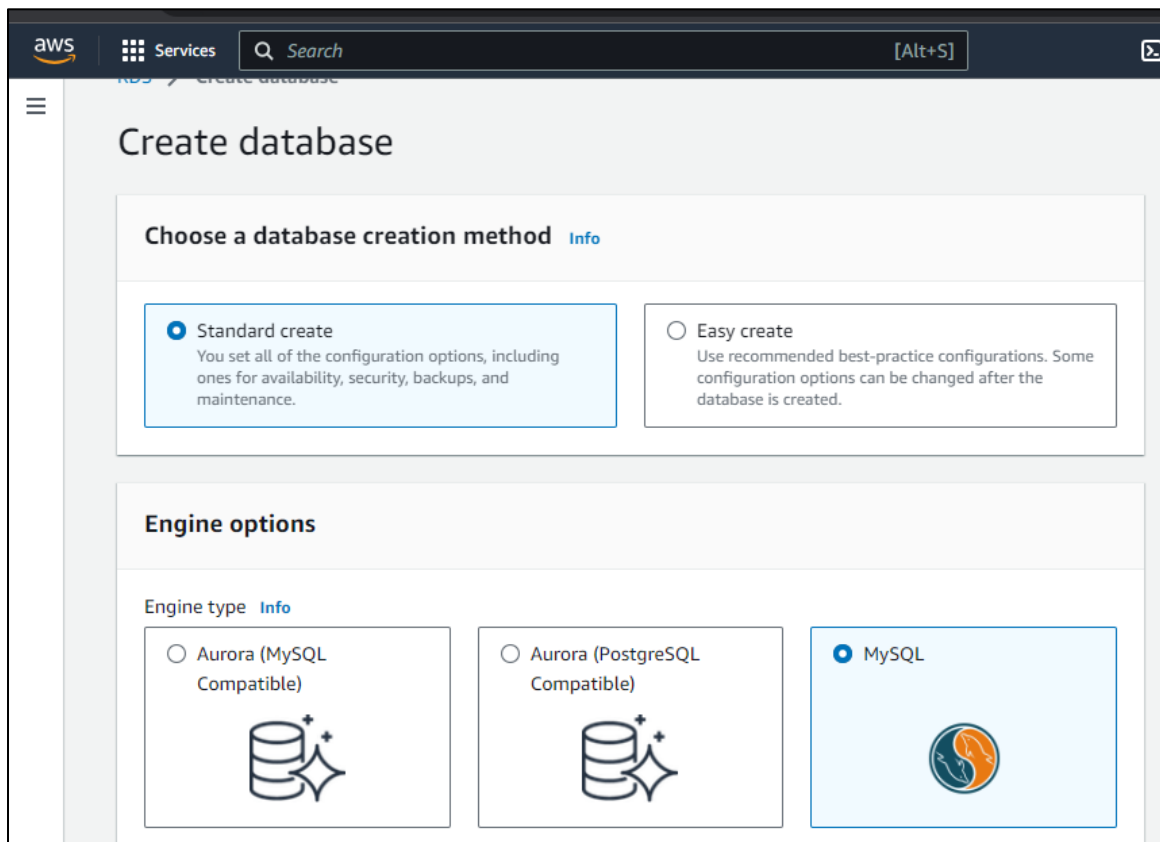 aws
Services
Search
[Alt+S]
RDS > Create database
Create database
Choose a database creation method Info
Standard create
You set all of the configuration options, including
ones for availability, security, backups, and
maintenance.
Easy create
Use recommended best-practice configurations. Some
configuration options can be changed after the
database is created.
Engine options
Engine type Info
Aurora (MySQL
Compatible)
Aurora (PostgreSQL
Compatible)
MySQL